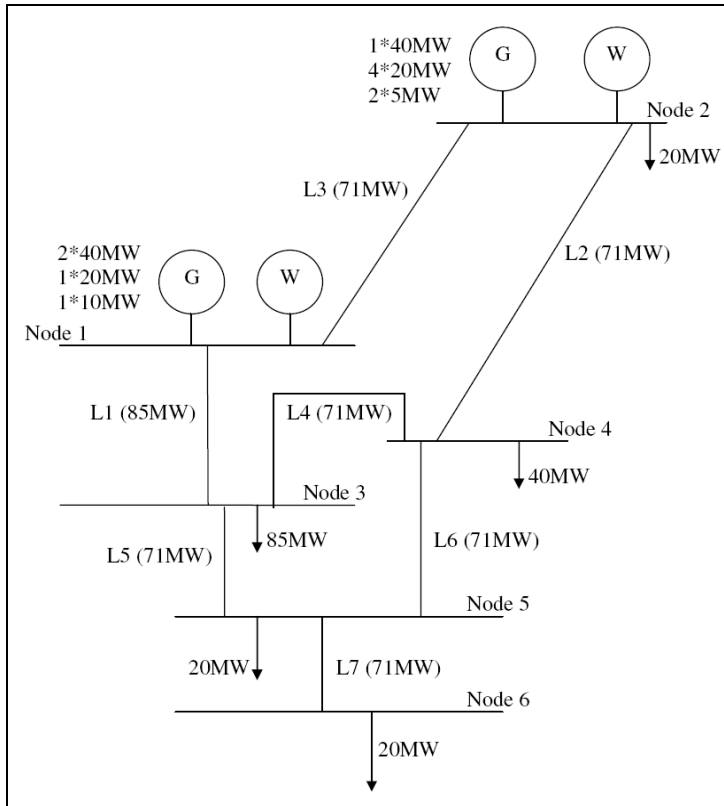 1*40MW
4*20MW
2*5MW
G
W
Node 2
20MW
L3 (71MW)
L2 (71MW)
2*40MW
1*20MW
1*10MW
G
W
Node 1
L1 (85MW)
L4 (71MW)
Node 4
40MW
Node 3
85MW
L5 (71MW)
L6 (71MW)
Node 5
20MW
L7 (71MW)
Node 6
20MW